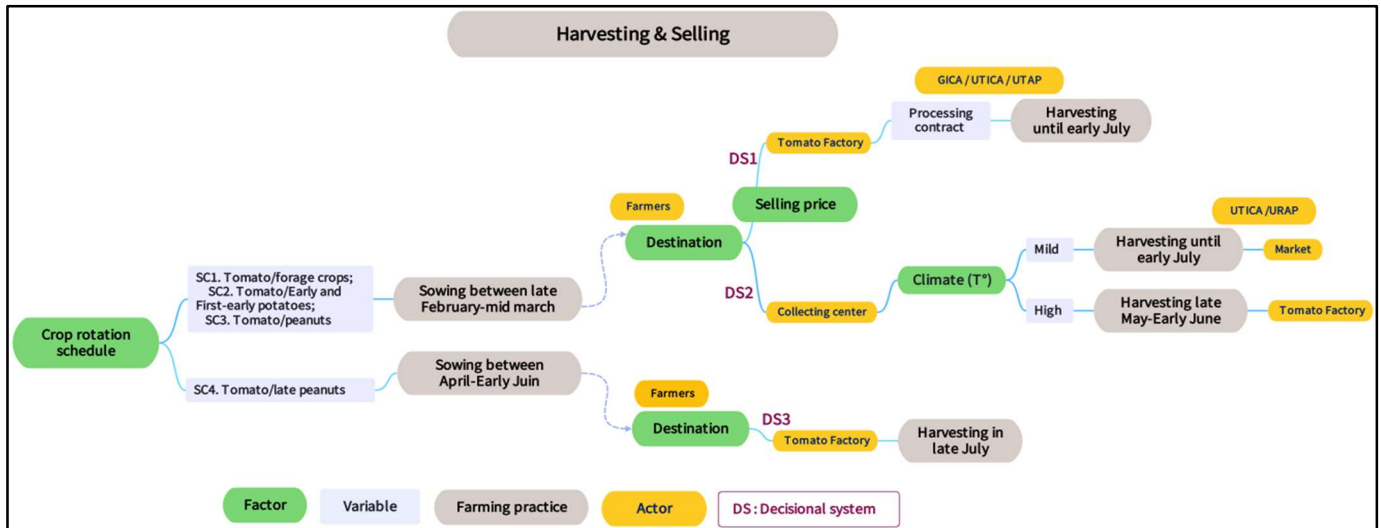 Harvesting & Selling
GICA / UTICA / UTAP
Processing
contract
Harvesting
until early July
Tomato Factory
DS1
Selling price
Farmers
Destination
DS2
Collecting center
Climate (T°)
UTICA /URAP
Mild
Harvesting until
early July
Market
High
Harvesting late
May-Early June
Tomato Factory
Crop rotation
schedule
SC1. Tomato/forage crops;
SC2. Tomato/Early and
First-early potatoes;
SC3. Tomato/peanuts
Sowing between late
February-mid march
SC4. Tomato/late peanuts
Sowing between
April-Early Juin
Farmers
Destination
DS3
Tomato Factory
Harvesting in
late July
Factor
Variable
Farming practice
Actor
DS : Decisional system